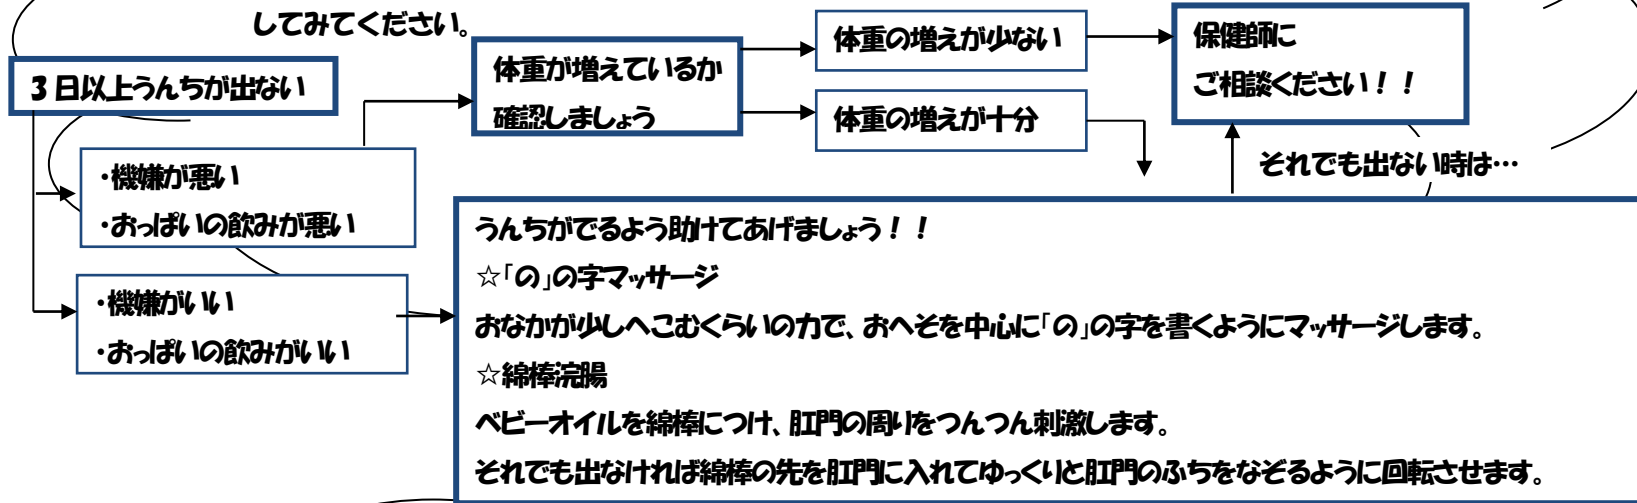 してみてください。
3日以上うんちが出ない
・機嫌が悪い
・おっぱいの飲みが悪い
・機嫌がいい
・おっぱいの飲みがいい
体重が増えているか
確認しましょう
体重の増えが少ない
体重の増えが十分
保健師に
ご相談ください！！
それでも出ない時は…
うんちがでるよう助けてあげましょう！！
☆「の」の字マッサージ
おなかが少しへこむくらいの力で、おへそを中心に「の」の字を書くようにマッサージします。
☆綿棒浣腸
ベビーオイルを綿棒につけ、肛門の周りをつんつん刺激します。
それでも出なければ綿棒の先を肛門に入れてゆっくりと肛門のふちをなぞるように回転させます。